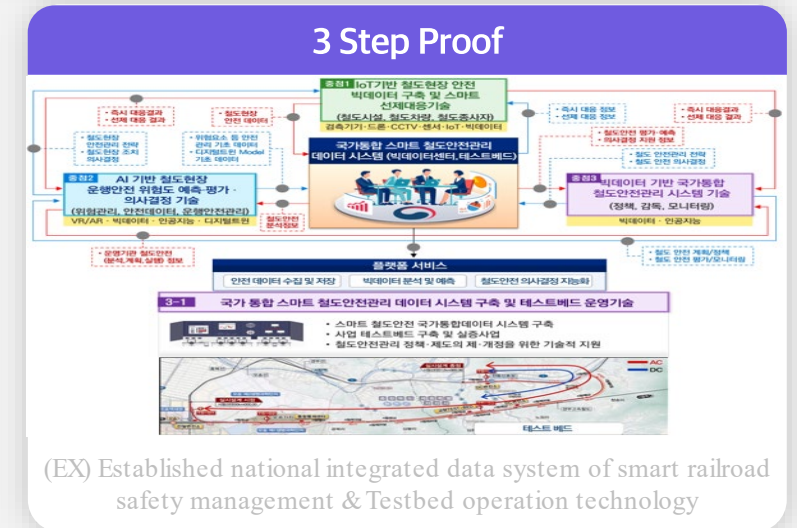 3 Step Proof
중점1 IoT기반 철도현장 안전
빅데이터 구축 및 스마트
선제대응기술
(철도시설, 철도차량, 철도종사자)
검측기기·드론·CCTV·센서·IoT·빅데이터
• 즉시 대응결과
• 선제 대응 결과
• 철도현장
안전 데이터
• 즉시 대응 정보
• 선제 대응 정보
• 즉시 대응결과
• 선제 대응 결과
• 철도현장
안전관리 전략
• 철도현장 조치
의사결정
• 위험요소 등 안전
관리 기초 데이터
• 디지털트윈 Model
기초 데이터
국가통합 스마트 철도안전관리
데이터 시스템 (빅데이터센터,테스트베드)
• 철도안전 평가·예측
• 의사결정 지원 정보
• 철도 안전관리 전략
• 철도 안전 의사결정
중점2 AI 기반 철도현장
운행안전 위험도 예측·평가·
의사결정 기술
(위험관리, 안전데이터, 운행안전관리)
VR/AR · 빅데이터 · 인공지능 · 디지털트윈
철도안전
분석정보
중점3 빅데이터 기반 국가통합
철도안전관리 시스템 기술
(정책, 감독, 모니터링)
빅데이터 · 인공지능
• 운영기관 철도안전
(분석,계획,실행) 정보
• 철도 안전 계획/정책
• 철도 안전 평가/모니터링
플랫폼 서비스
안전 데이터 수집 및 저장
빅데이터 분석 및 예측
철도안전 의사결정 지능화
3-1 국가 통합 스마트 철도안전관리 데이터 시스템 구축 및 테스트베드 운영기술
• 스마트 철도안전 국가통합데이터 시스템 구축
• 사업 테스트베드 구축 및 실증사업
• 철도안전관리 정책·제도의 제·개정을 위한 기술적 지원
AC
DC
테스트 베드
(EX) Established national integrated data system of smart railroad
safety management & Testbed operation technology